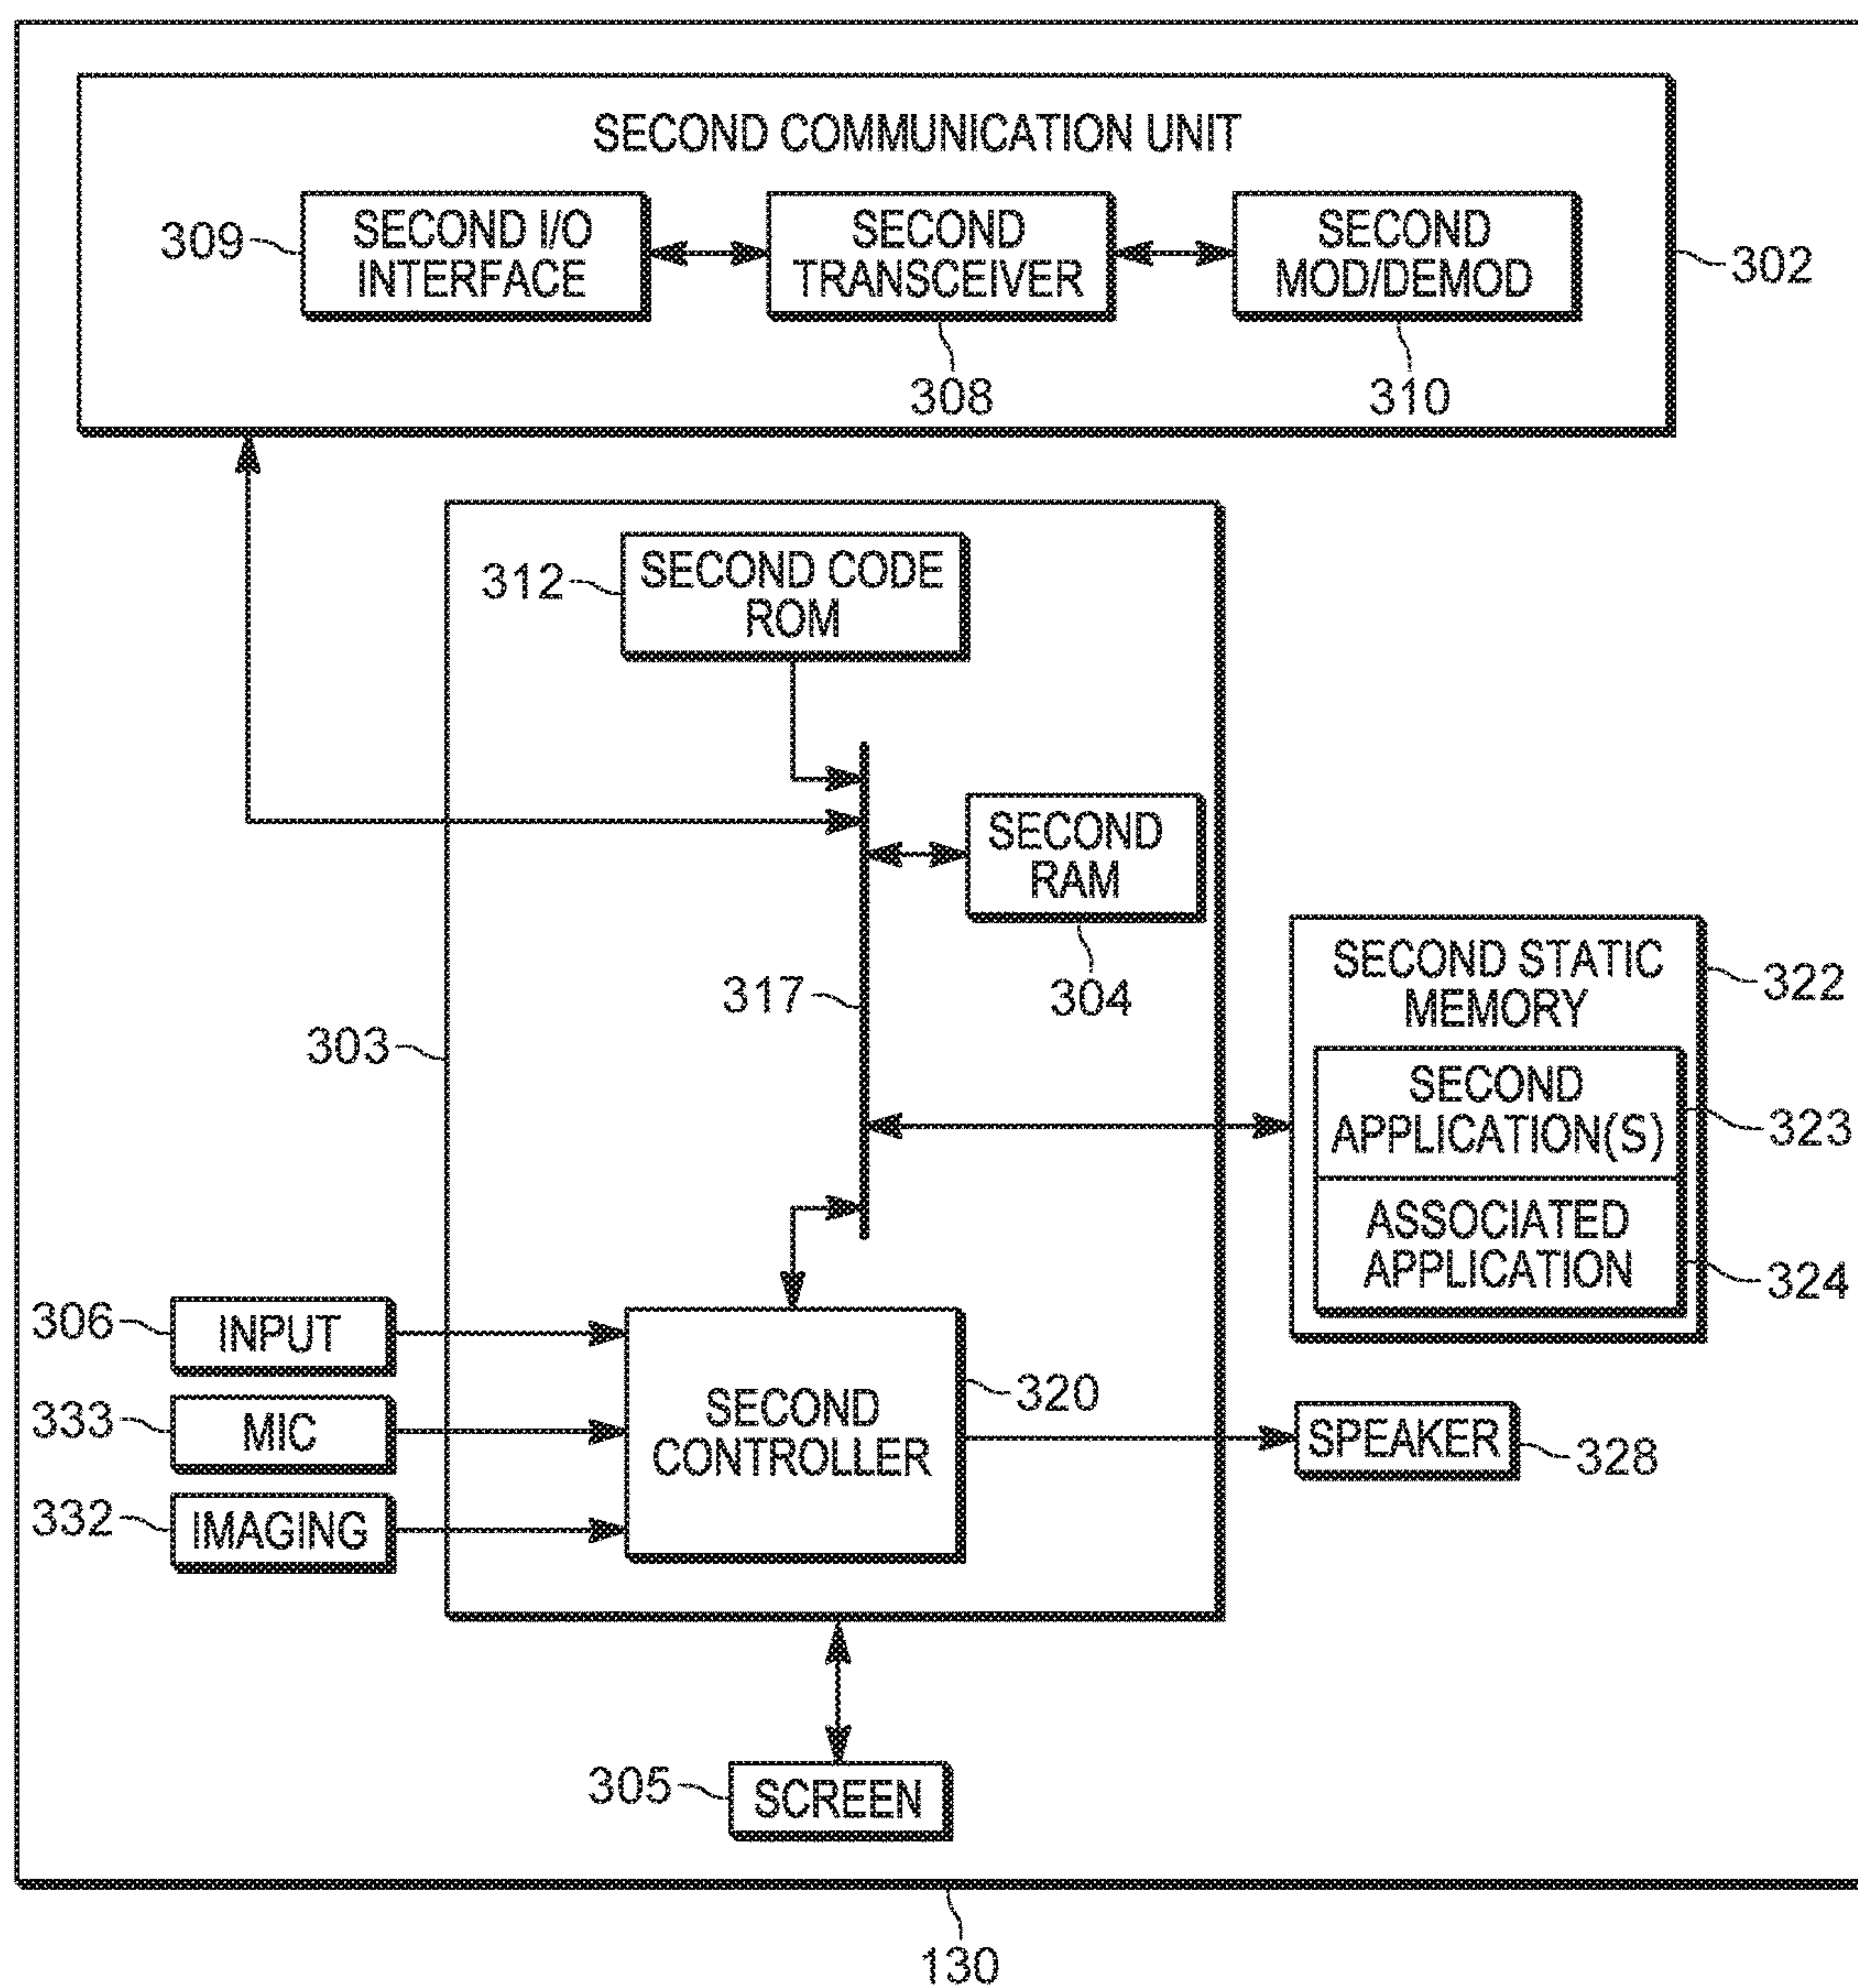 SECOND COMMUNICATION UNIT
309
SECOND I/O
INTERFACE
SECOND
TRANSCEIVER
SECOND
MOD/DEMOD
302
308
310
312
SECOND CODE
ROM
SECOND
RAM
304
317
303
SECOND STATIC
MEMORY
322
SECOND
APPLICATION(S)
323
ASSOCIATED
APPLICATION
324
306
INPUT
333
MIC
332
IMAGING
SECOND
CONTROLLER
320
SPEAKER
328
305
SCREEN
130